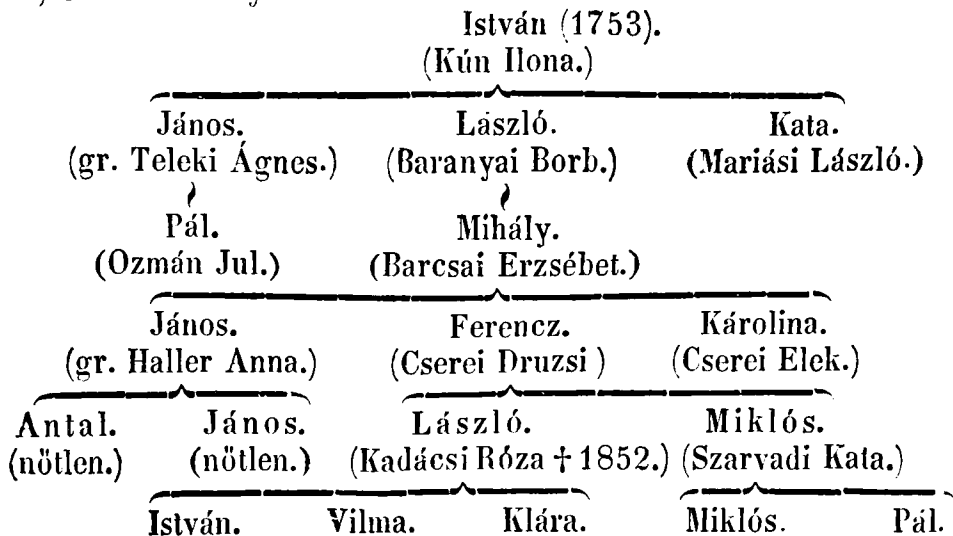 István (1753).
(Kún Ilona.)
János. László. Kata.
(gr. Teleki Ágnes.) (Baranyai Borb.) (Mariási László.)
Pál. Mihály.
(Ozmán Jul.) (Barcsai Erzsébet.)
János. Ferencz. Károlina.
(gr. Haller Anna.) (Cserei Druzsi ) (Cserei Elek.)
Antal. János. László. Miklós.
(nötlen.) (nötlen.) (Kadácsi Róza † 1852.) (Szarvadi Kata.)
István. Vilma. Klára. Miklós. Pál.